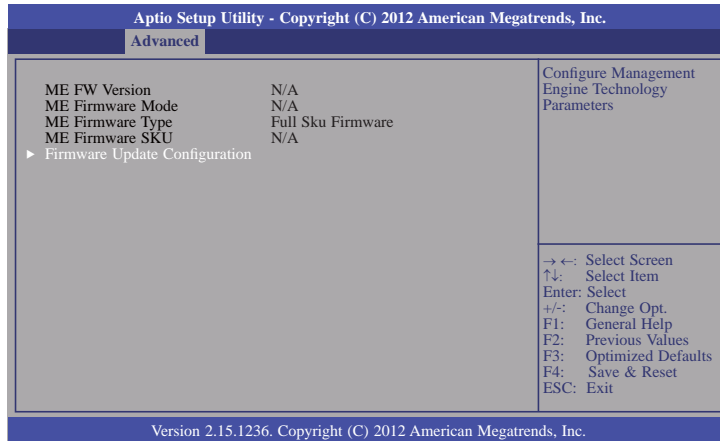 Aptio Setup Utility - Copyright (C) 2012 American Megatrends, Inc.
Advanced
ME FW Version N/A
ME Firmware Mode N/A
ME Firmware Type Full Sku Firmware
ME Firmware SKU N/A
▶ Firmware Update Configuration
Configure Management
Engine Technology
Parameters
→ ←: Select Screen
↑↓: Select Item
Enter: Select
+/-: Change Opt.
F1: General Help
F2: Previous Values
F3: Optimized Defaults
F4: Save & Reset
ESC: Exit
Version 2.15.1236. Copyright (C) 2012 American Megatrends, Inc.